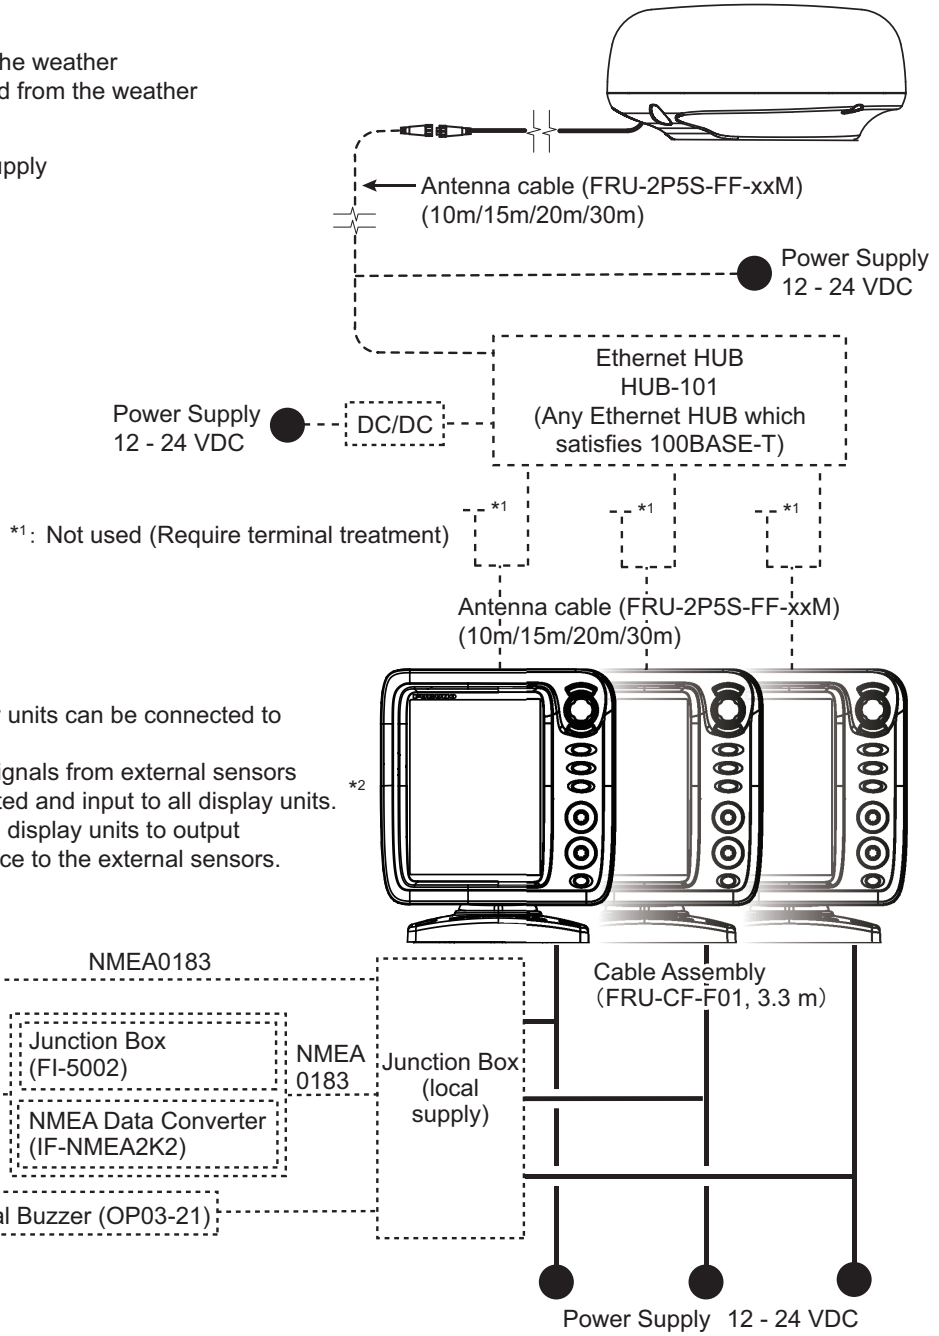 he weather
d from the weather
upply
Antenna cable (FRU-2P5S-FF-xxM)
(10m/15m/20m/30m)
Power Supply
12 - 24 VDC
Ethernet HUB
HUB-101
(Any Ethernet HUB which
satisfies 100BASE-T)
Power Supply
12 - 24 VDC
DC/DC
*1
*1
*1
*1: Not used (Require terminal treatment)
Antenna cable (FRU-2P5S-FF-xxM)
(10m/15m/20m/30m)
units can be connected to
ignals from external sensors
ted and input to all display units.
display units to output
ce to the external sensors.
*2
NMEA0183
Cable Assembly
(FRU-CF-F01, 3.3 m)
Junction Box
(FI-5002)
NMEA
0183
Junction Box
(local
supply)
NMEA Data Converter
(IF-NMEA2K2)
al Buzzer (OP03-21)
Power Supply 12 - 24 VDC